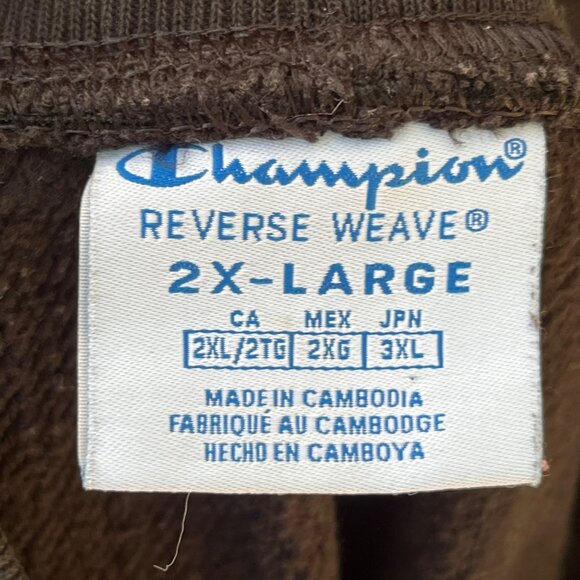 Champion®
REVERSE WEAVE®
2X-LARGE
CA MEX JPN
2XL/2TG 2XG 3XL
MADE IN CAMBODIA
FABRIQUÉ AU CAMBODGE
HECHO EN CAMBOYA